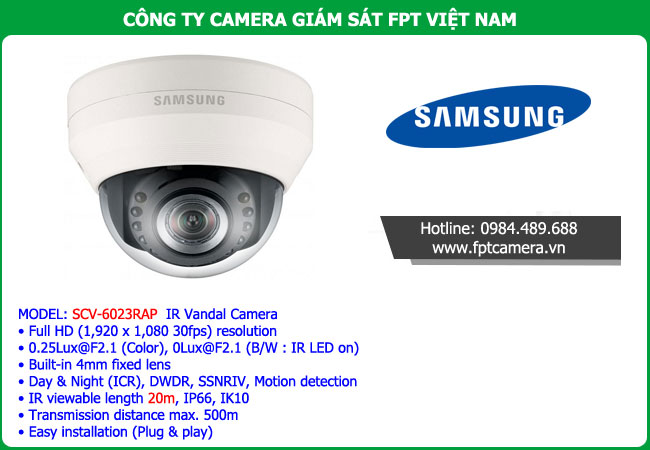 CÔNG TY CAMERA GIÁM SÁT FPT VIỆT NAM
SAMSUNG
SAMSUNG
Hotline: 0984.489.688
www.fptcamera.vn
MODEL: SCV-6023RAP IR Vandal Camera
• Full HD (1,920 x 1,080 30fps) resolution
• 0.25Lux@F2.1 (Color), 0Lux@F2.1 (B/W : IR LED on)
• Built-in 4mm fixed lens
• Day & Night (ICR), DWDR, SSNRIV, Motion detection
• IR viewable length 20m, IP66, IK10
• Transmission distance max. 500m
• Easy installation (Plug & play)